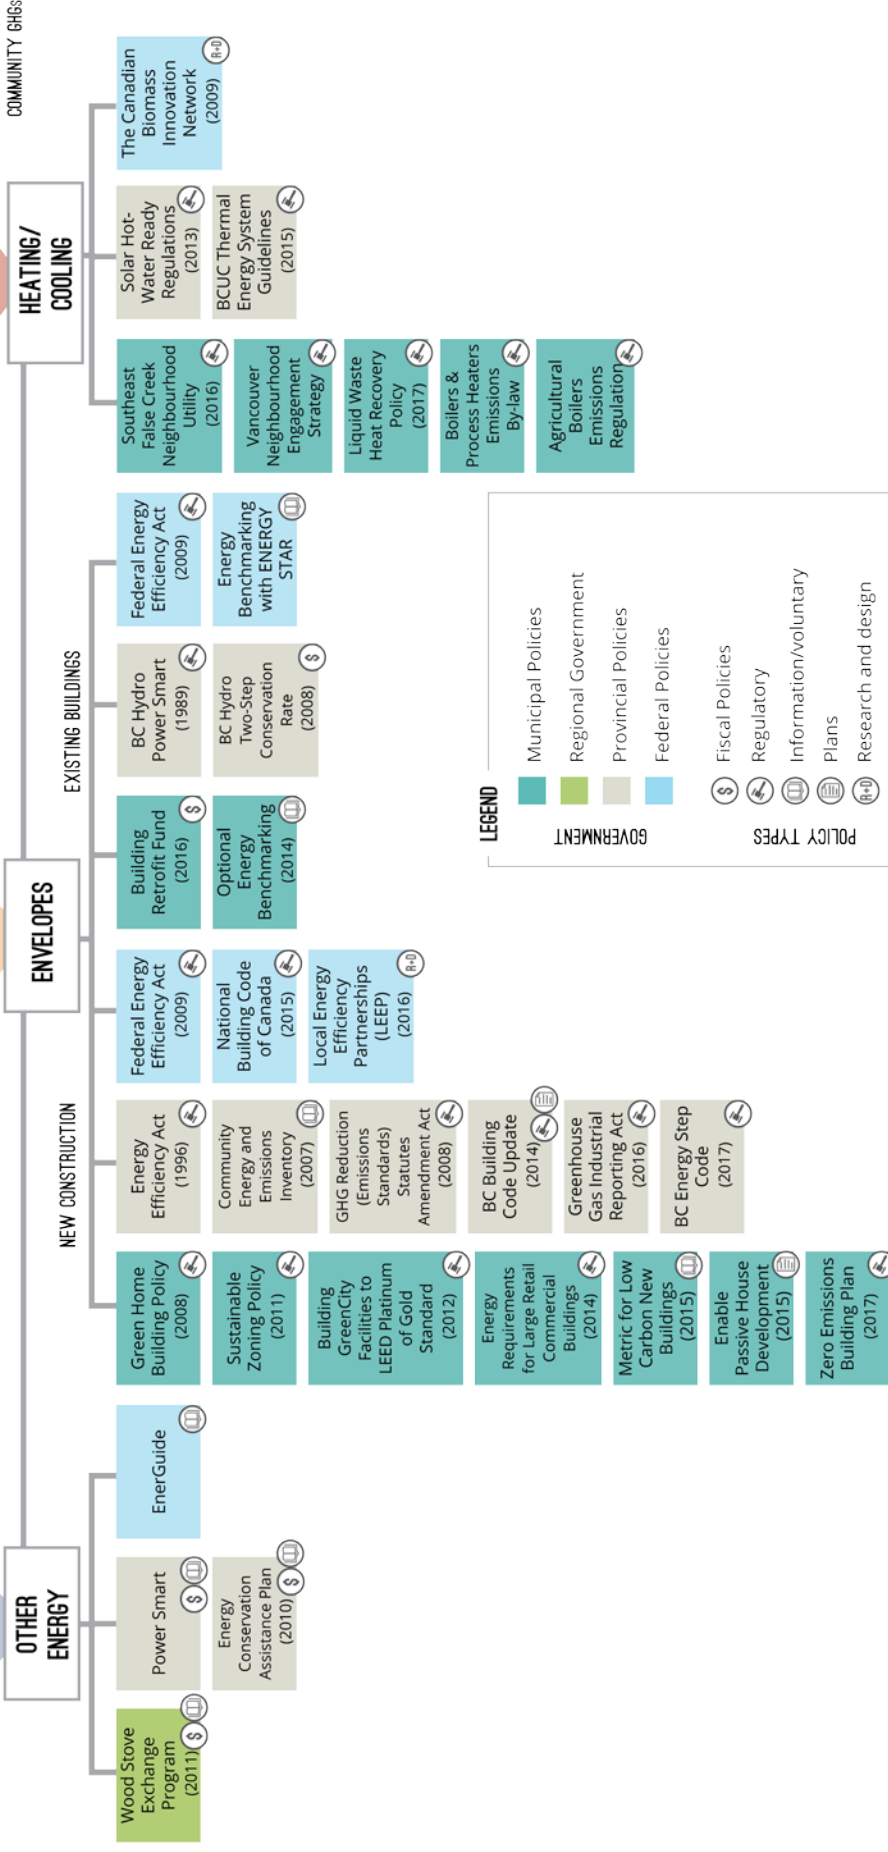 COMMUNITY GHGs
OTHER
ENERGY
Wood Stove
Exchange
Program
(2011)
$
Power Smart
$
Energy
Conservation
Assistance Plan
(2010)
$
EnerGuide
ENVELOPES
NEW CONSTRUCTION
Green Home
Building Policy
(2008)
Sustainable
Zoning Policy
(2011)
Building
GreenCity
Facilities to
LEED Platinum
of Gold
Standard
(2012)
Energy
Requirements
for Large Retail
Commercial
Buildings
(2014)
Metric for Low
Carbon New
Buildings
(2015)
Enable
Passive House
Development
(2015)
Zero Emissions
Building Plan
(2017)
Energy
Efficiency Act
(1996)
Community
Energy and
Emissions
Inventory
(2007)
GHG Reduction
(Emissions
Standards)
Statutes
Amendment Act
(2008)
BC Building
Code Update
(2014)
Greenhouse
Gas Industrial
Reporting Act
(2016)
BC Energy Step
Code
(2017)
Federal Energy
Efficiency Act
(2009)
National
Building Code
of Canada
(2015)
Local Energy
Efficiency
Partnerships
(LEEP)
(2016)
R+D
EXISTING BUILDINGS
Building
Retrofit Fund
(2016)
$
Optional
Energy
Benchmarking
(2014)
BC Hydro
Power Smart
(1989)
BC Hydro
Two-Step
Conservation
Rate
(2008)
$
Federal Energy
Efficiency Act
(2009)
Energy
Benchmarking
with ENERGY
STAR
HEATING/
COOLING
Southeast
False Creek
Neighbourhood
Utility
(2016)
Vancouver
Neighbourhood
Engagement
Strategy
Liquid Waste
Heat Recovery
Policy
(2017)
Boilers &
Process Heaters
Emissions
By-law
Agricultural
Boilers
Emissions
Regulation
Solar Hot-
Water Ready
Regulations
(2013)
BCUC Thermal
Energy System
Guidelines
(2015)
The Canadian
Biomass
Innovation
Network
(2009)
R+D
LEGEND
GOVERNMENT
Municipal Policies
Regional Government
Provincial Policies
Federal Policies
POLICY TYPES
$ Fiscal Policies
Regulatory
Information/voluntary
Plans
R+D Research and design